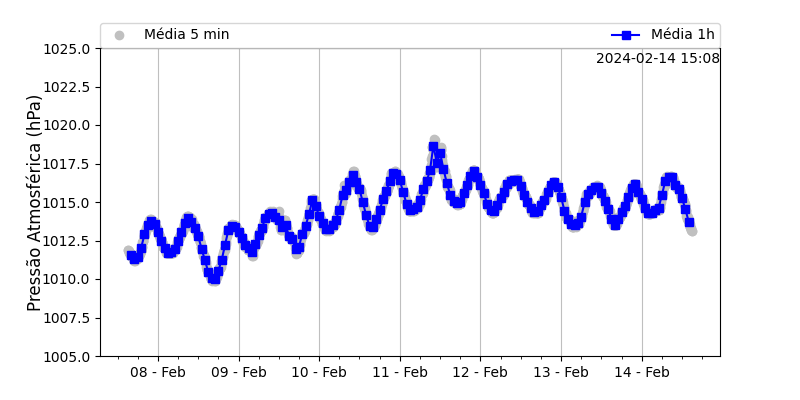 Média 5 min
Média 1h
2024-02-14 15:08
Pressão Atmosférica (hPa)
1025.0
1022.5
1020.0
1017.5
1015.0
1012.5
1010.0
1007.5
1005.0
08 - Feb
09 - Feb
10 - Feb
11 - Feb
12 - Feb
13 - Feb
14 - Feb